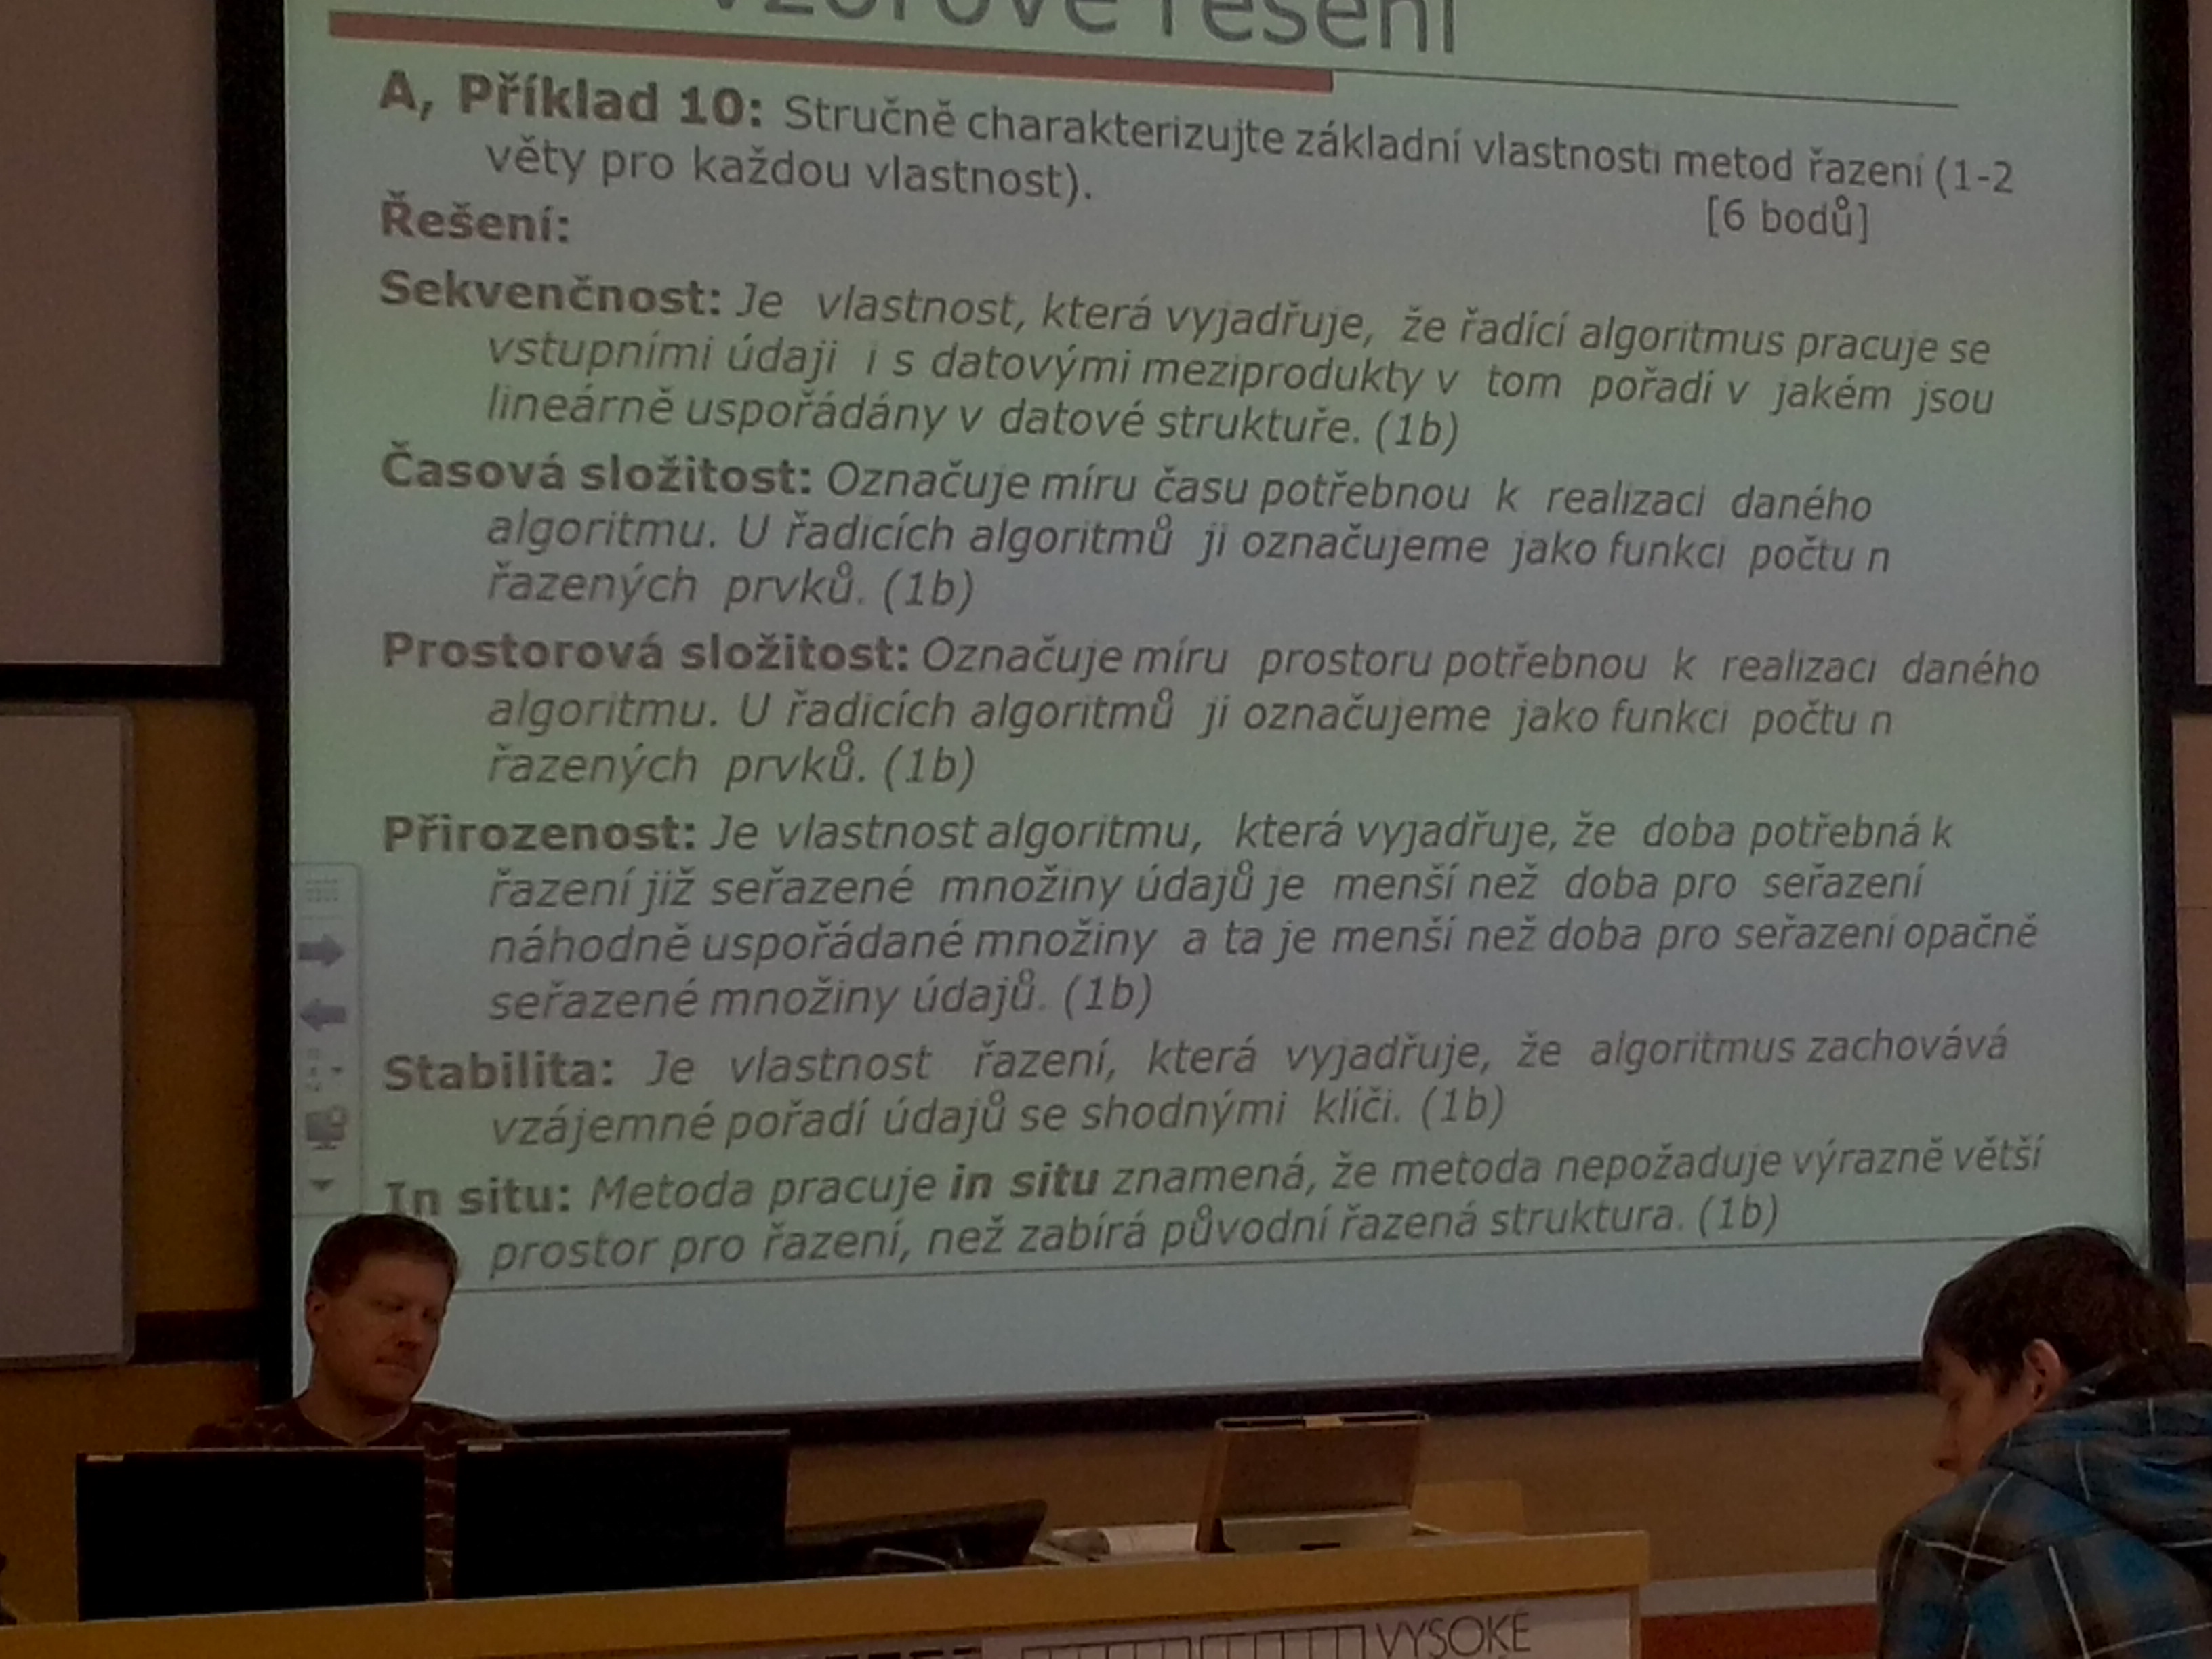 Vzorové řešení
A, Příklad 10: Stručně charakterizujte základní vlastnosti metod řazení (1-2
věty pro každou vlastnost).
[6 bodů]
Řešení:
Sekvenčnost: Je vlastnost, která vyjadřuje, že řadící algoritmus pracuje se
vstupními údaji i s datovými meziprodukty v tom pořadí v jakém jsou
lineárně uspořádány v datové struktuře. (1b)
Časová složitost: Označuje míru času potřebnou k realizaci daného
algoritmu. U řadicích algoritmů ji označujeme jako funkci počtu n
řazených prvků. (1b)
Prostorová složitost: Označuje míru prostoru potřebnou k realizaci daného
algoritmu. U řadicích algoritmů ji označujeme jako funkci počtu n
řazených prvků. (1b)
Přirozenost: Je vlastnost algoritmu, která vyjadřuje, že doba potřebná k
řazení již seřazené množiny údajů je menší než doba pro seřazení
náhodně uspořádané množiny a ta je menší než doba pro seřazení opačně
seřazené množiny údajů. (1b)
Stabilita: Je vlastnost řazení, která vyjadřuje, že algoritmus zachovává
vzájemné pořadí údajů se shodnými klíči. (1b)
In situ: Metoda pracuje in situ znamená, že metoda nepožaduje výrazně větší
prostor pro řazení, než zabírá původní řazená struktura. (1b)
VYSOKÉ